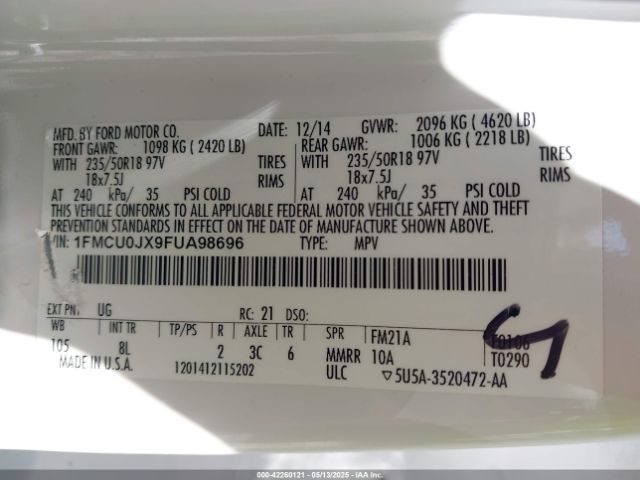 MFD. BY FORD MOTOR CO. DATE: 12/14 GVWR: 2096 KG ( 4620 LB)
FRONT GAWR: 1098 KG ( 2420 LB) REAR GAWR: 1006 KG ( 2218 LB)
WITH 235/50R18 97V TIRES WITH 235/50R18 97V TIRES
18x7.5J RIMS 18x7.5J RIMS
AT 240 kPa/ 35 PSI COLD AT 240 kPa/ 35 PSI COLD
THIS VEHICLE CONFORMS TO ALL APPLICABLE FEDERAL MOTOR VEHICLE SAFETY AND THEFT
PREVENTION STANDARDS IN EFFECT ON THE DATE OF MANUFACTURE SHOWN ABOVE.
VIN: 1FMCU0JX9FUA98696 TYPE: MPV
EXT PNT: UG RC: 21 DSO:
WB INT TR TP/PS R AXLE TR SPR FM21A F0106
105 8L 2 3C 6 MMRR 10A T0290
MADE IN U.S.A. 1201412115202 ULC ▽5U5A-3520472-AA
000-42260121 - 05/13/2025 - IAAI.COM